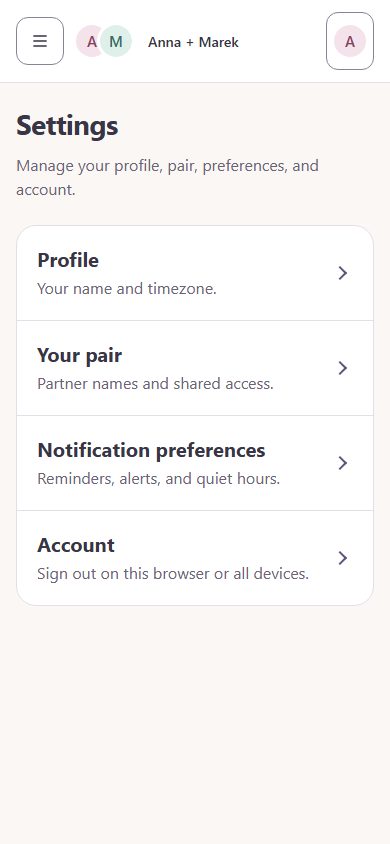 A M Anna + Marek A
Settings
Manage your profile, pair, preferences, and
account.
Profile
Your name and timezone.
Your pair
Partner names and shared access.
Notification preferences
Reminders, alerts, and quiet hours.
Account
Sign out on this browser or all devices.